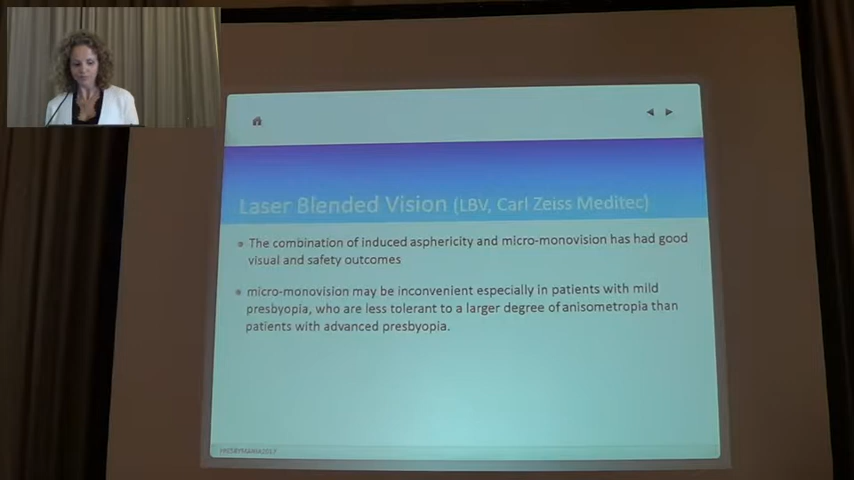 Laser Blended Vision (LBV, Carl Zeiss Meditec)
The combination of induced asphericity and micro-monovision has had good
visual and safety outcomes
micro-monovision may be inconvenient especially in patients with mild
presbyopia, who are less tolerant to a larger degree of anisometropia than
patients with advanced presbyopia.